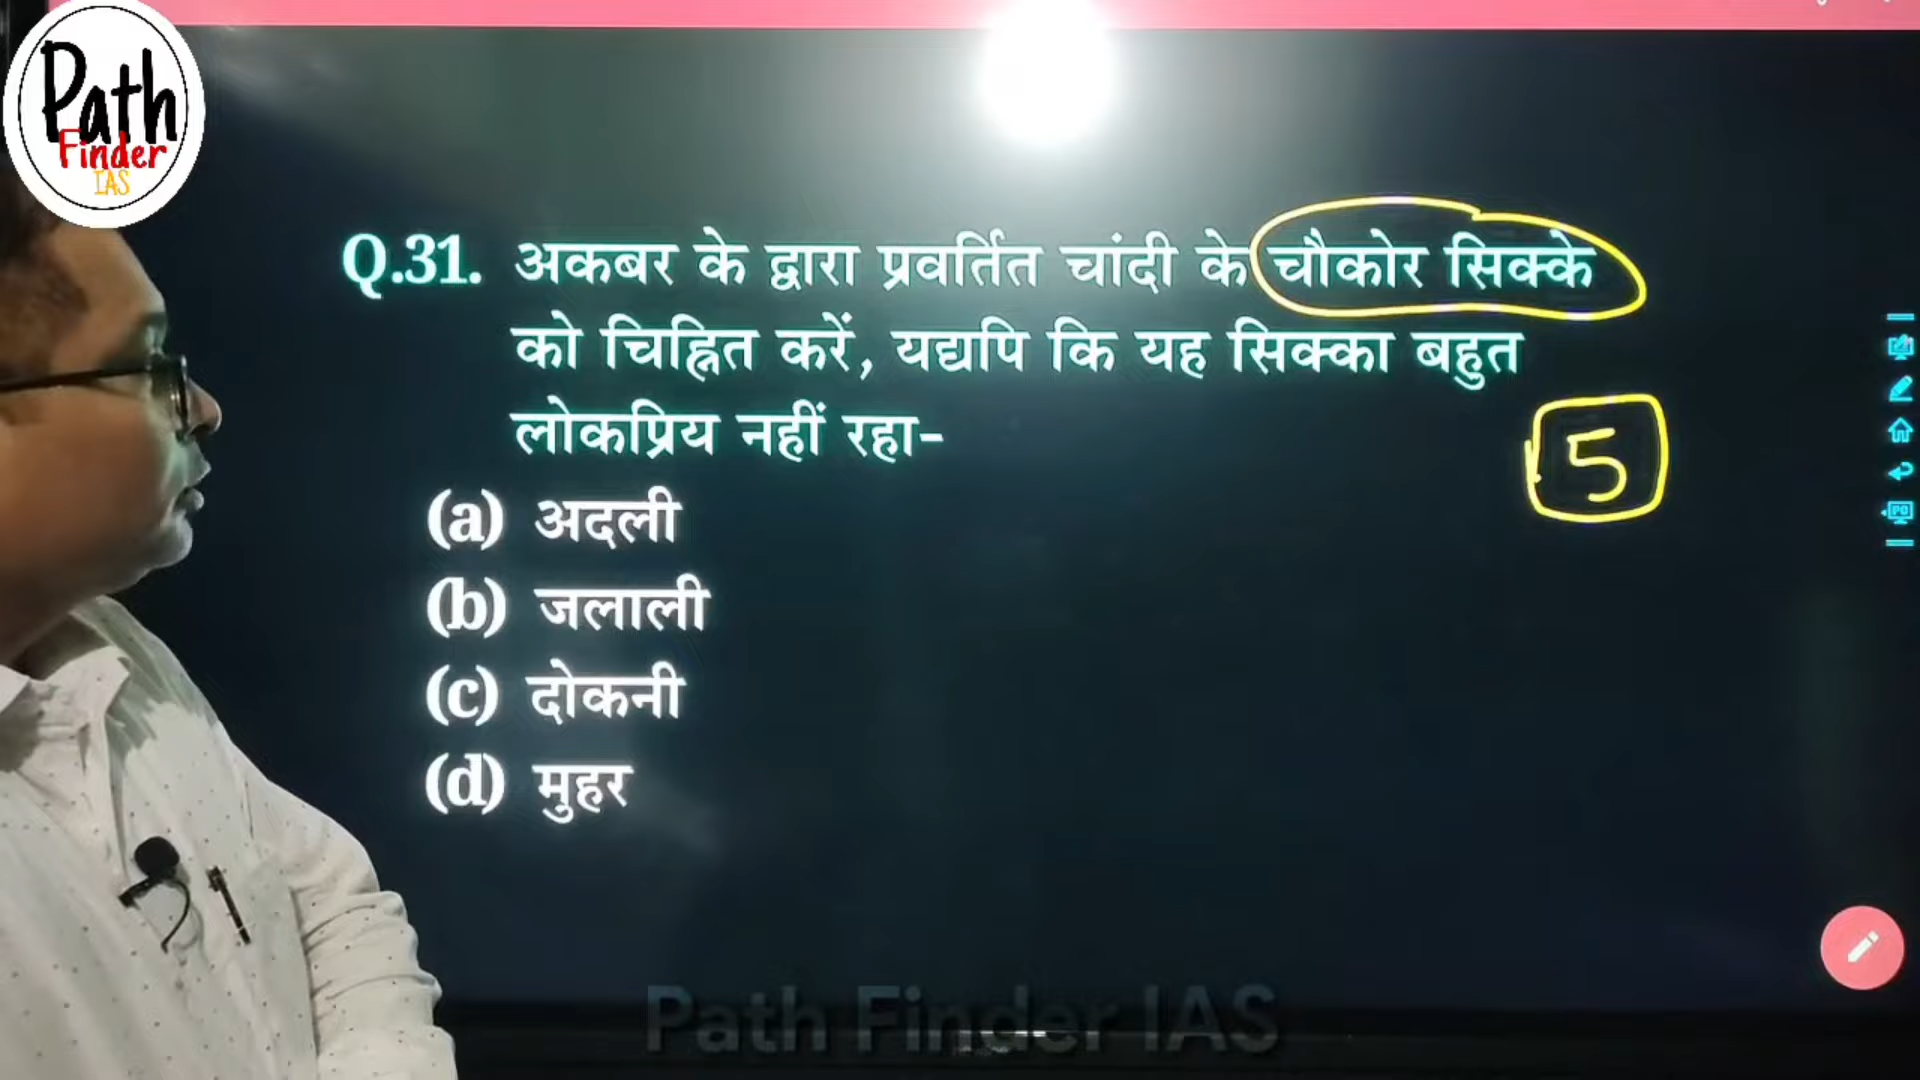 Path
Finder
IAS
Q.31. अकबर के द्वारा प्रवर्तित चांदी के चौकोर सिक्के
को चिह्नित करें, यद्यपि कि यह सिक्का बहुत
लोकप्रिय नहीं रहा-
5
(a) अदली
(b) जलाली
(c) दोकनी
(d) मुहर
Path Finder IAS